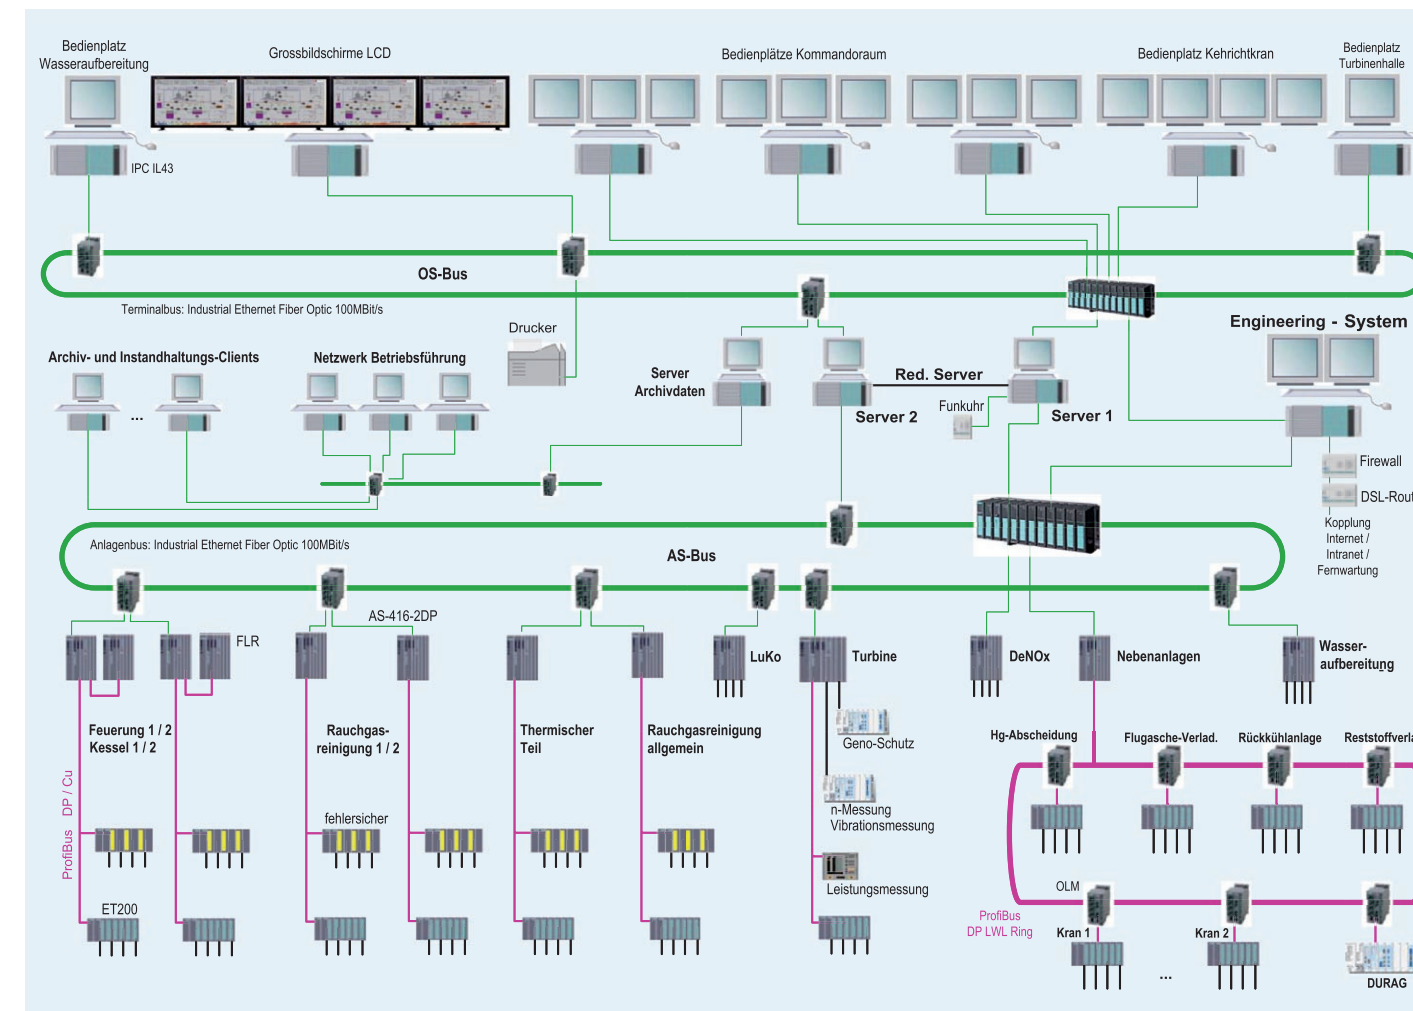 Bedienplatz
Wasseraufbereitung
Grossbildschirme LCD
Bedienplätze Kommandoraum
Bedienplatz Kehrichtkran
Bedienplatz
Turbinenhalle
IPC IL43
OS-Bus
Terminalbus: Industrial Ethernet Fiber Optic 100MBit/s
Drucker
Engineering - System
Archiv- und Instandhaltungs-Clients
Netzwerk Betriebsführung
Server
Archivdaten
Red. Server
...
Server 2
Funkuhr
Server 1
Firewall
DSL-Rout
Kopplung
Internet /
Intranet /
Fernwartung
Anlagenbus: Industrial Ethernet Fiber Optic 100MBit/s
AS-Bus
AS-416-2DP
FLR
LuKo
Turbine
DeNOx
Nebenanlagen
Wasser-
aufbereitung
Feuerung 1 / 2
Kessel 1 / 2
Rauchgas-
reinigung 1 / 2
Thermischer
Teil
Rauchgasreinigung
allgemein
Geno-Schutz
Hg-Abscheidung
Flugasche-Verlad.
Rückkühlanlage
Reststoffverla
ProfiBus DP / Cu
fehlersicher
n-Messung
Vibrationsmessung
Leistungsmessung
ET200
OLM
ProfiBus
DP LWL Ring
Kran 1
...
Kran 2
DURAG